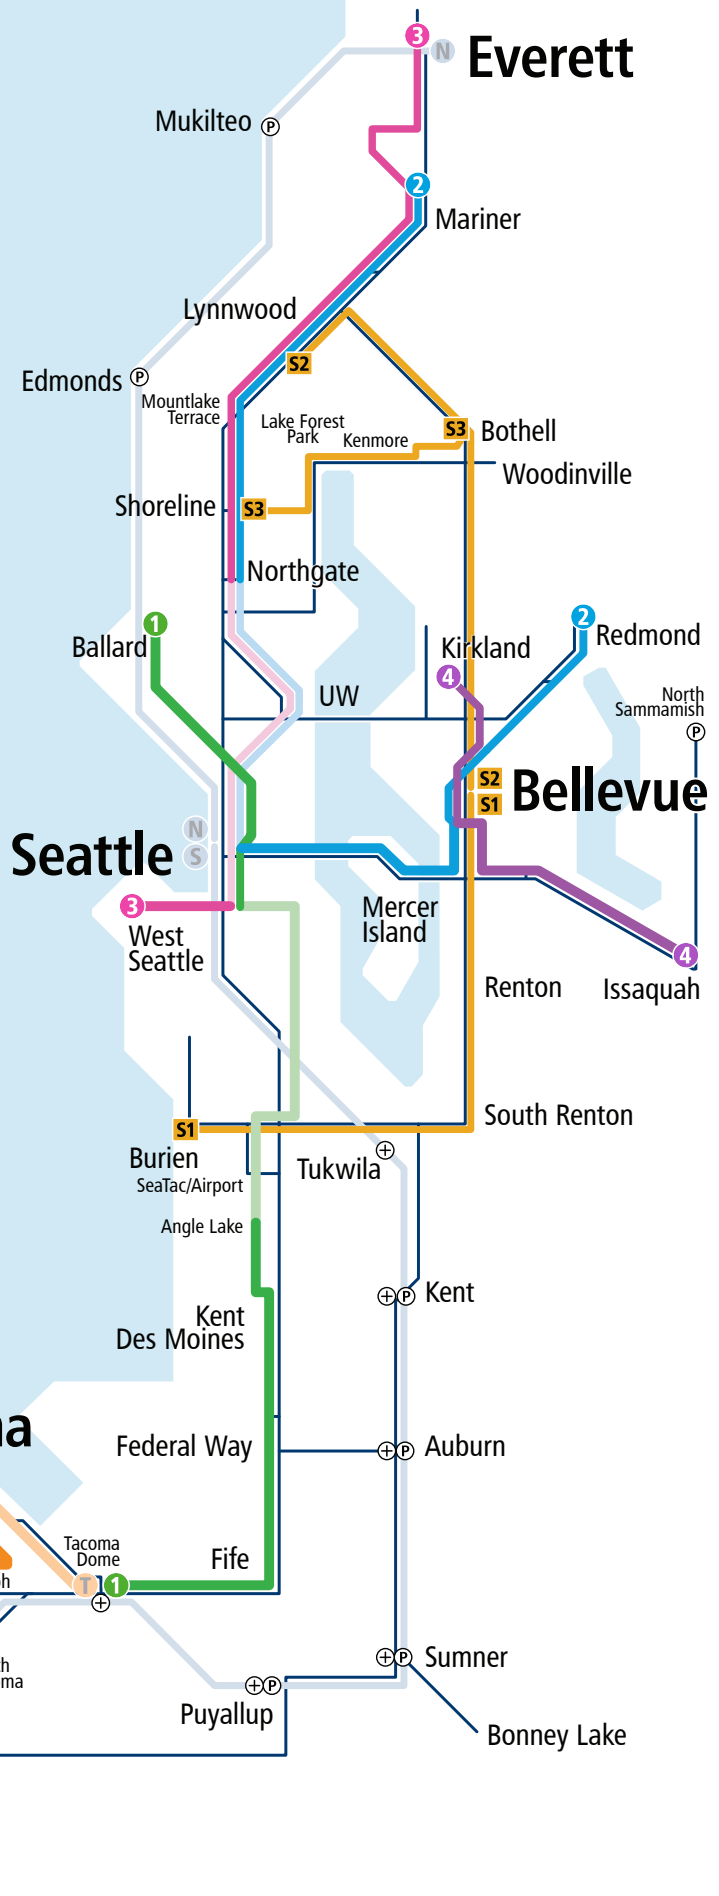 3
N
Everett
Mukilteo
P
2
Mariner
Lynnwood
S2
Edmonds
P
Mountlake
Terrace
Lake Forest
Park
Kenmore
S3
Bothell
Woodinville
Shoreline
S3
Northgate
1
Ballard
2
Redmond
Kirkland
4
UW
North
Sammamish
P
S2
S1
Bellevue
N
S
Seattle
3
West
Seattle
Mercer
Island
4
Issaquah
Renton
South Renton
S1
Burien
SeaTac/Airport
Tukwila
Angle Lake
P
Kent
Kent
Des Moines
Federal Way
P
Auburn
a
Tacoma
Dome
Fife
T
1
h
h
ma
P
Sumner
P
Puyallup
Bonney Lake